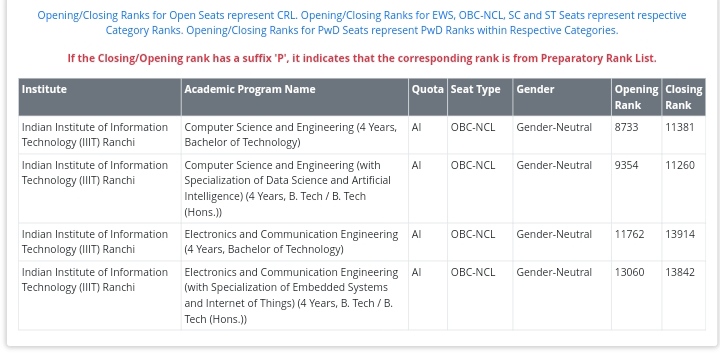 Opening/Closing Ranks for Open Seats represent CRL. Opening/Closing Ranks for EWS, OBC-NCL, SC and ST Seats represent respective
Category Ranks. Opening/Closing Ranks for PwD Seats represent PwD Ranks within Respective Categories.
If the Closing/Opening rank has a suffix 'P', it indicates that the corresponding rank is from Preparatory Rank List.
Institute Academic Program Name Quota Seat Type Gender Opening Closing
Rank Rank
Indian Institute of Information Computer Science and Engineering (4 Years, AI OBC-NCL Gender-Neutral 8733 11381
Technology (IIIT) Ranchi Bachelor of Technology)
Indian Institute of Information Computer Science and Engineering (with AI OBC-NCL Gender-Neutral 9354 11260
Technology (IIIT) Ranchi Specialization of Data Science and Artificial
Intelligence) (4 Years, B. Tech / B. Tech
(Hons.))
Indian Institute of Information Electronics and Communication Engineering AI OBC-NCL Gender-Neutral 11762 13914
Technology (IIIT) Ranchi (4 Years, Bachelor of Technology)
Indian Institute of Information Electronics and Communication Engineering AI OBC-NCL Gender-Neutral 13060 13842
Technology (IIIT) Ranchi (with Specialization of Embedded Systems
and Internet of Things) (4 Years, B. Tech / B.
Tech (Hons.))